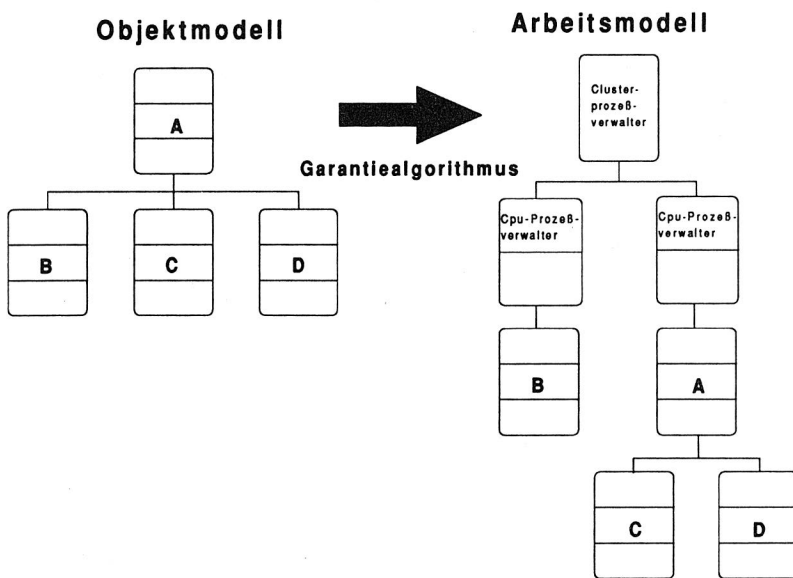 Objektmodell
A
B
C
D
Garantiealgorithmus
Arbeitsmodell
Cluster-
prozeß-
verwalter
Cpu-Prozeß-
verwalter
Cpu-Prozeß-
verwalter
B
A
C
D